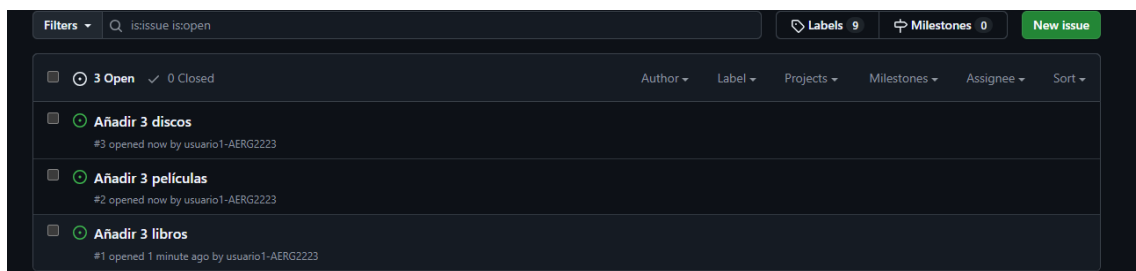 Filters is:issue is:open Labels 9 Milestones 0 New issue
3 Open 0 Closed Author Label Projects Milestones Assignee Sort
Añadir 3 discos
#3 opened now by usuario1-AERG2223
Añadir 3 películas
#2 opened now by usuario1-AERG2223
Añadir 3 libros
#1 opened 1 minute ago by usuario1-AERG2223